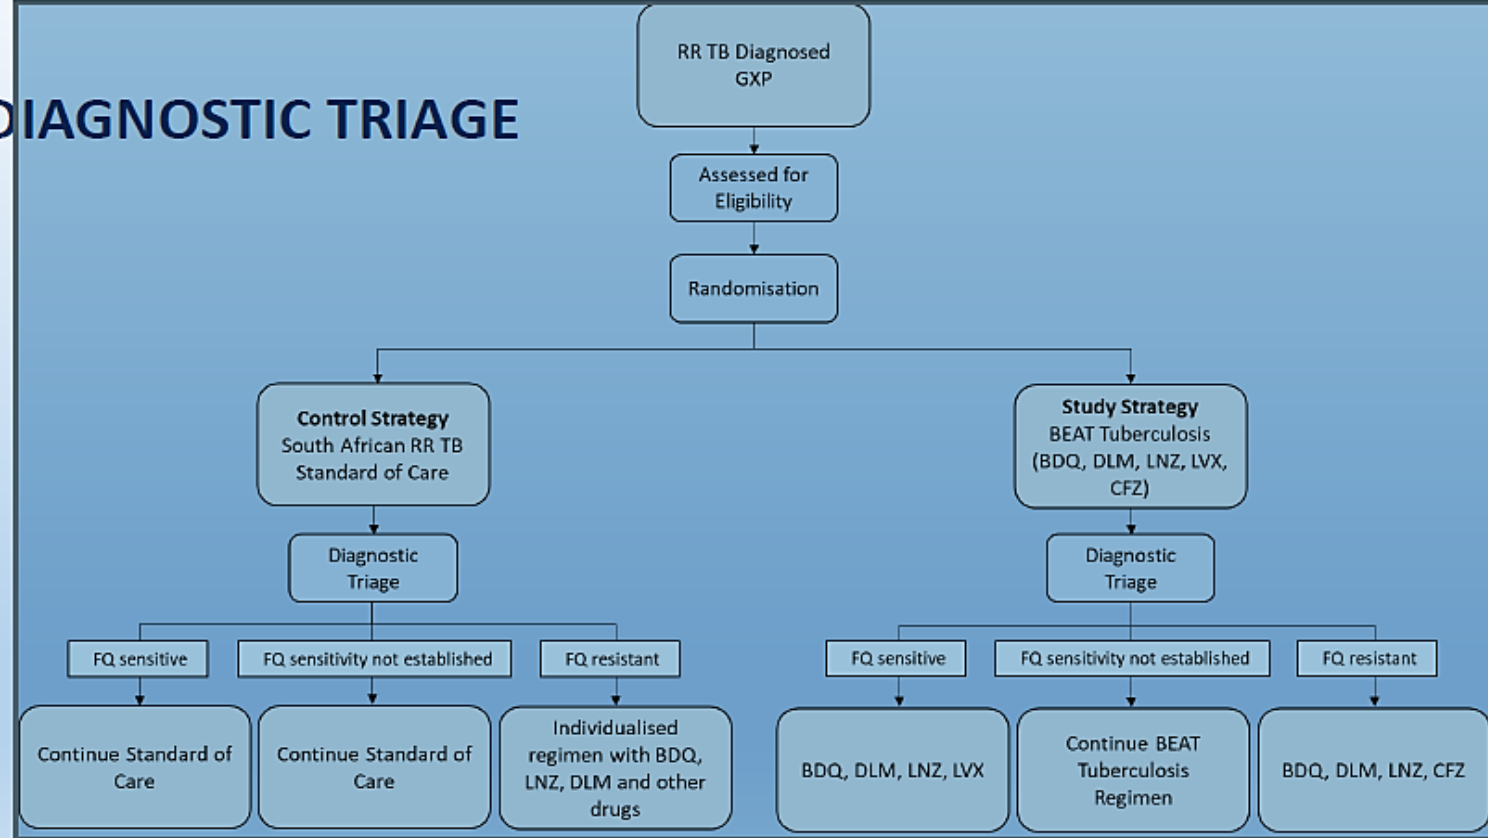 DIAGNOSTIC TRIAGE
RR TB Diagnosed
GXP
Assessed for
Eligibility
Randomisation
Control Strategy
South African RR TB
Standard of Care
Study Strategy
BEAT Tuberculosis
(BDQ, DLM, LNZ, LVX,
CFZ)
Diagnostic
Triage
Diagnostic
Triage
FQ sensitive
FQ sensitivity not established
FQ resistant
FQ sensitive
FQ sensitivity not established
FQ resistant
Continue Standard of
Care
Continue Standard of
Care
Individualised
regimen with BDQ,
LNZ, DLM and other
drugs
BDQ, DLM, LNZ, LVX
Continue BEAT
Tuberculosis
Regimen
BDQ, DLM, LNZ, CFZ